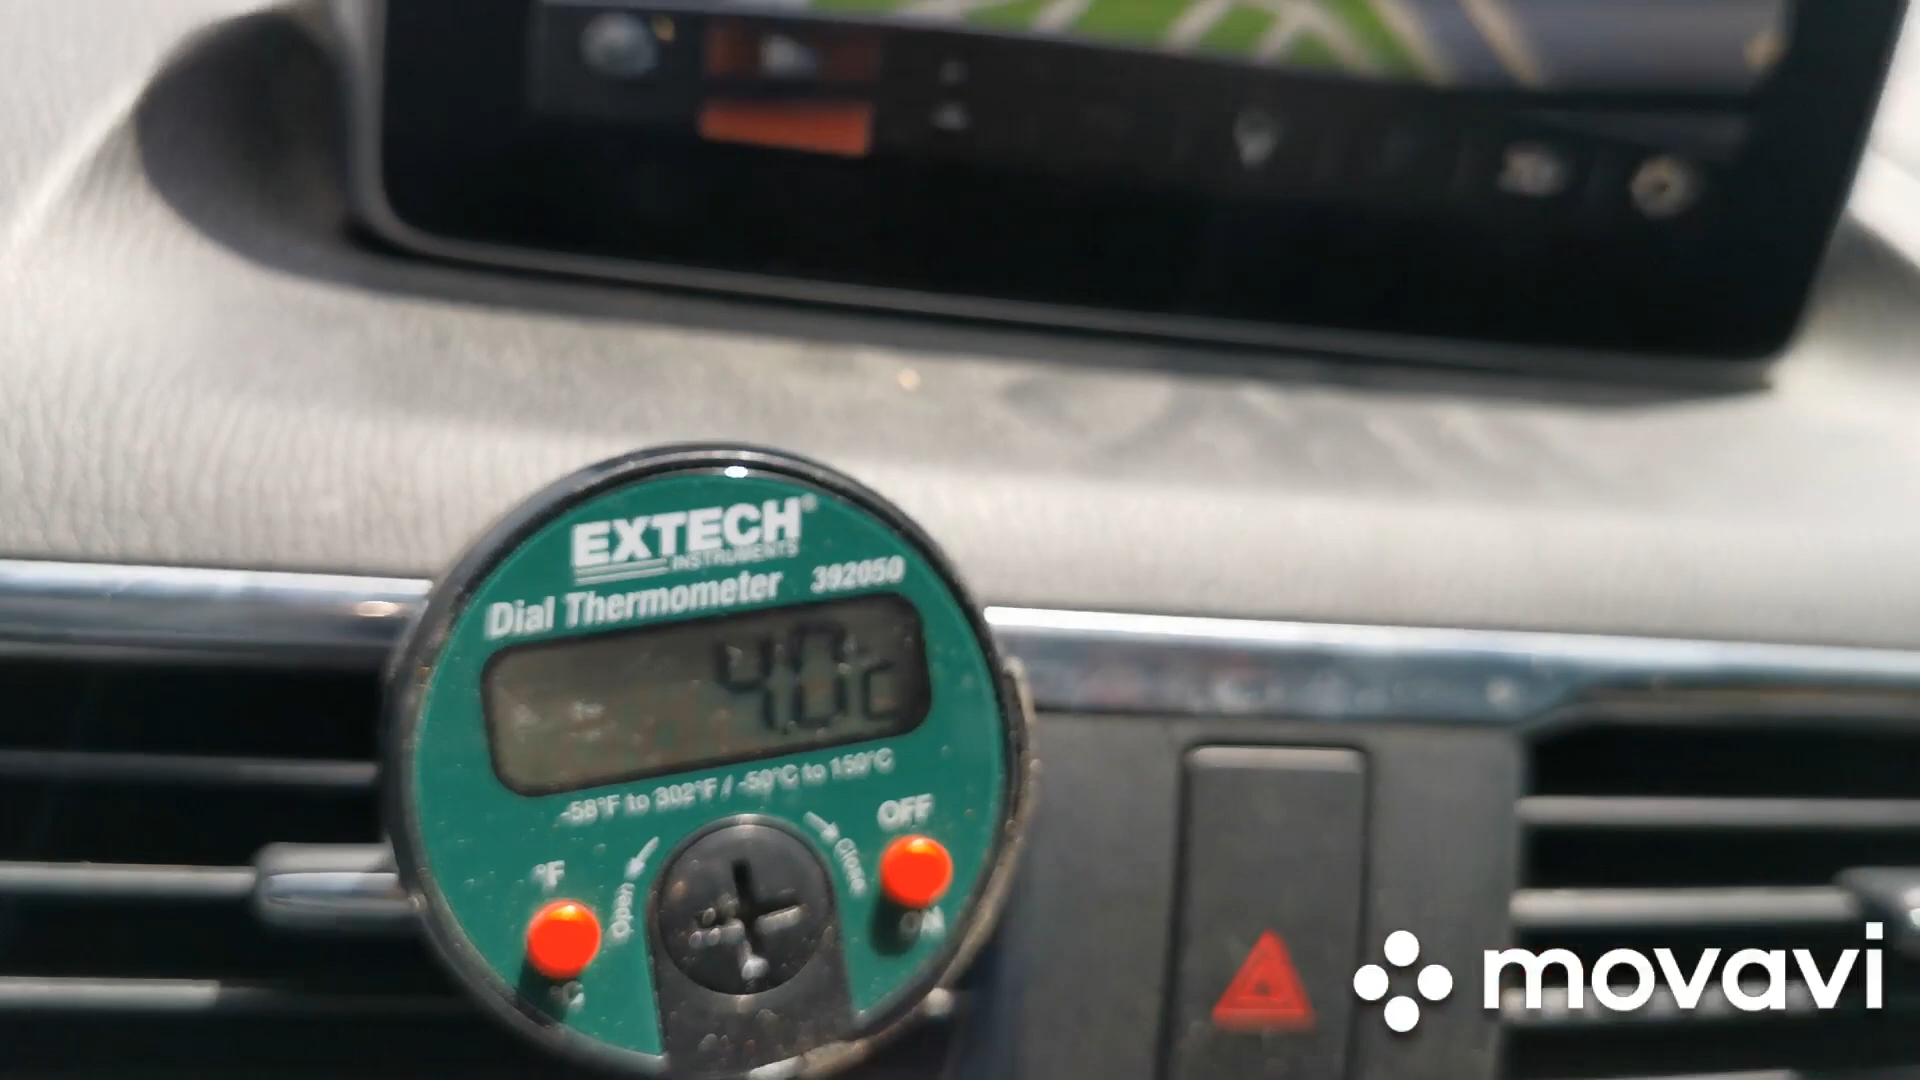 EXTECH®
INSTRUMENTS
Dial Thermometer 392050
4.0°C
-58°F to 302°F / -50°C to 150°C
OFF
Close
°F
Open
ON
°C
movavi